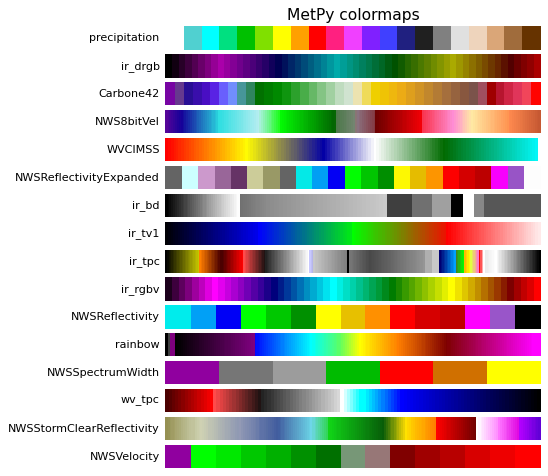 MetPy colormaps
precipitation
ir_drgb
Carbone42
NWS8bitVel
WVCIMSS
NWSReflectivityExpanded
ir_bd
ir_tv1
ir_tpc
ir_rgbv
NWSReflectivity
rainbow
NWSSpectrumWidth
wv_tpc
NWSStormClearReflectivity
NWSVelocity